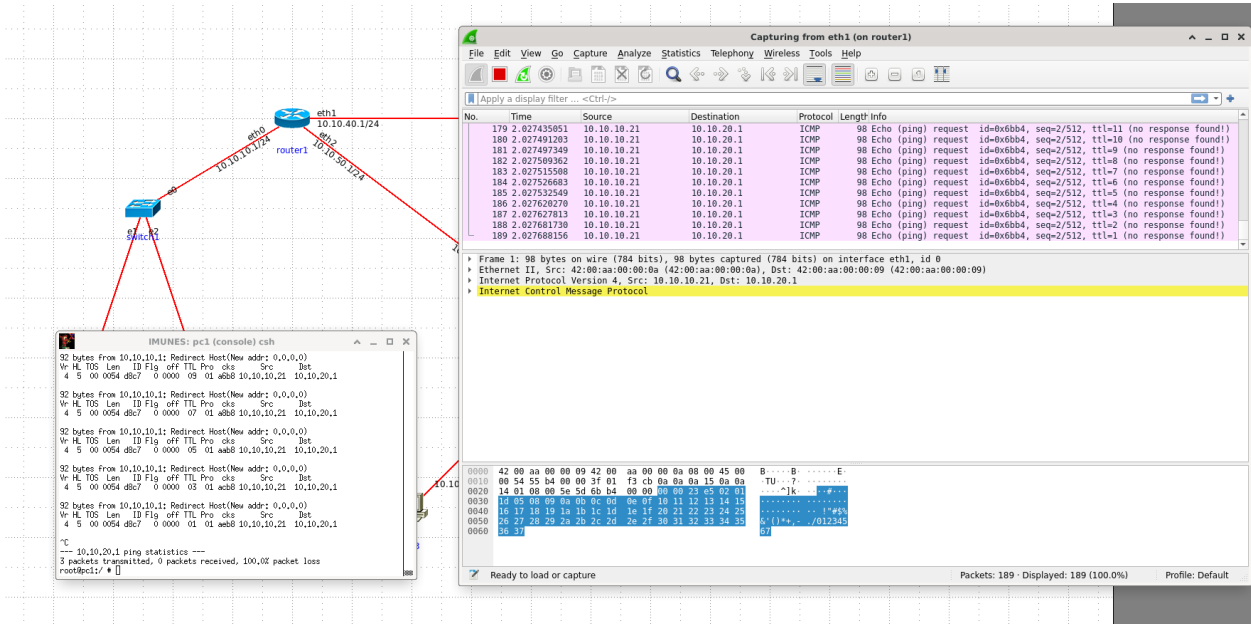 eth1
10.10.40.1/24
eth0
eth2
10.10.10.1/24
10.10.50.1/24
router1
e0
e1 e2
switch1
10.10
Capturing from eth1 (on router1)
File Edit View Go Capture Analyze Statistics Telephony Wireless Tools Help
Apply a display filter ... <Ctrl-/>
No. Time Source Destination Protocol Length Info
179 2.027435051 10.10.10.21 10.10.20.1 ICMP 98 Echo (ping) request id=0x6bb4, seq=2/512, ttl=11 (no response found!)
180 2.027491203 10.10.10.21 10.10.20.1 ICMP 98 Echo (ping) request id=0x6bb4, seq=2/512, ttl=10 (no response found!)
181 2.027497349 10.10.10.21 10.10.20.1 ICMP 98 Echo (ping) request id=0x6bb4, seq=2/512, ttl=9 (no response found!)
182 2.027509362 10.10.10.21 10.10.20.1 ICMP 98 Echo (ping) request id=0x6bb4, seq=2/512, ttl=8 (no response found!)
183 2.027515508 10.10.10.21 10.10.20.1 ICMP 98 Echo (ping) request id=0x6bb4, seq=2/512, ttl=7 (no response found!)
184 2.027526683 10.10.10.21 10.10.20.1 ICMP 98 Echo (ping) request id=0x6bb4, seq=2/512, ttl=6 (no response found!)
185 2.027532549 10.10.10.21 10.10.20.1 ICMP 98 Echo (ping) request id=0x6bb4, seq=2/512, ttl=5 (no response found!)
186 2.027620270 10.10.10.21 10.10.20.1 ICMP 98 Echo (ping) request id=0x6bb4, seq=2/512, ttl=4 (no response found!)
187 2.027627813 10.10.10.21 10.10.20.1 ICMP 98 Echo (ping) request id=0x6bb4, seq=2/512, ttl=3 (no response found!)
188 2.027681730 10.10.10.21 10.10.20.1 ICMP 98 Echo (ping) request id=0x6bb4, seq=2/512, ttl=2 (no response found!)
189 2.027688156 10.10.10.21 10.10.20.1 ICMP 98 Echo (ping) request id=0x6bb4, seq=2/512, ttl=1 (no response found!)
Frame 1: 98 bytes on wire (784 bits), 98 bytes captured (784 bits) on interface eth1, id 0
Ethernet II, Src: 42:00:aa:00:00:0a (42:00:aa:00:00:0a), Dst: 42:00:aa:00:00:09 (42:00:aa:00:00:09)
Internet Protocol Version 4, Src: 10.10.10.21, Dst: 10.10.20.1
Internet Control Message Protocol
0000 42 00 aa 00 00 09 42 00 aa 00 00 0a 08 00 45 00 B·····B· ······E·
0010 00 54 55 b4 00 00 3f 01 f3 cb 0a 0a 0a 15 0a 0a ·TU···?· ········
0020 14 01 08 00 5e 5d 6b b4 00 00 00 00 23 e5 02 01 ····^]k· ····#···
0030 1d 05 08 09 0a 0b 0c 0d 0e 0f 10 11 12 13 14 15 ········ ········
0040 16 17 18 19 1a 1b 1c 1d 1e 1f 20 21 22 23 24 25 ········ ·· !"#$%
0050 26 27 28 29 2a 2b 2c 2d 2e 2f 30 31 32 33 34 35 &'()*+,- ./012345
0060 36 37 67
Ready to load or capture
Packets: 189 · Displayed: 189 (100.0%)
Profile: Default
IMUNES: pc1 (console) csh
92 bytes from 10.10.10.1: Redirect Host(New addr: 0.0.0.0)
Vr HL TOS Len ID Flg off TTL Pro cks Src Dst
4 5 00 0054 d8c7 0 0000 09 01 a6b8 10.10.10.21 10.10.20.1
92 bytes from 10.10.10.1: Redirect Host(New addr: 0.0.0.0)
Vr HL TOS Len ID Flg off TTL Pro cks Src Dst
4 5 00 0054 d8c7 0 0000 07 01 a8b8 10.10.10.21 10.10.20.1
92 bytes from 10.10.10.1: Redirect Host(New addr: 0.0.0.0)
Vr HL TOS Len ID Flg off TTL Pro cks Src Dst
4 5 00 0054 d8c7 0 0000 05 01 aab8 10.10.10.21 10.10.20.1
92 bytes from 10.10.10.1: Redirect Host(New addr: 0.0.0.0)
Vr HL TOS Len ID Flg off TTL Pro cks Src Dst
4 5 00 0054 d8c7 0 0000 03 01 acb8 10.10.10.21 10.10.20.1
92 bytes from 10.10.10.1: Redirect Host(New addr: 0.0.0.0)
Vr HL TOS Len ID Flg off TTL Pro cks Src Dst
4 5 00 0054 d8c7 0 0000 01 01 aeb8 10.10.10.21 10.10.20.1
^C
--- 10.10.20.1 ping statistics ---
3 packets transmitted, 0 packets received, 100.0% packet loss
root@pc1:/ #